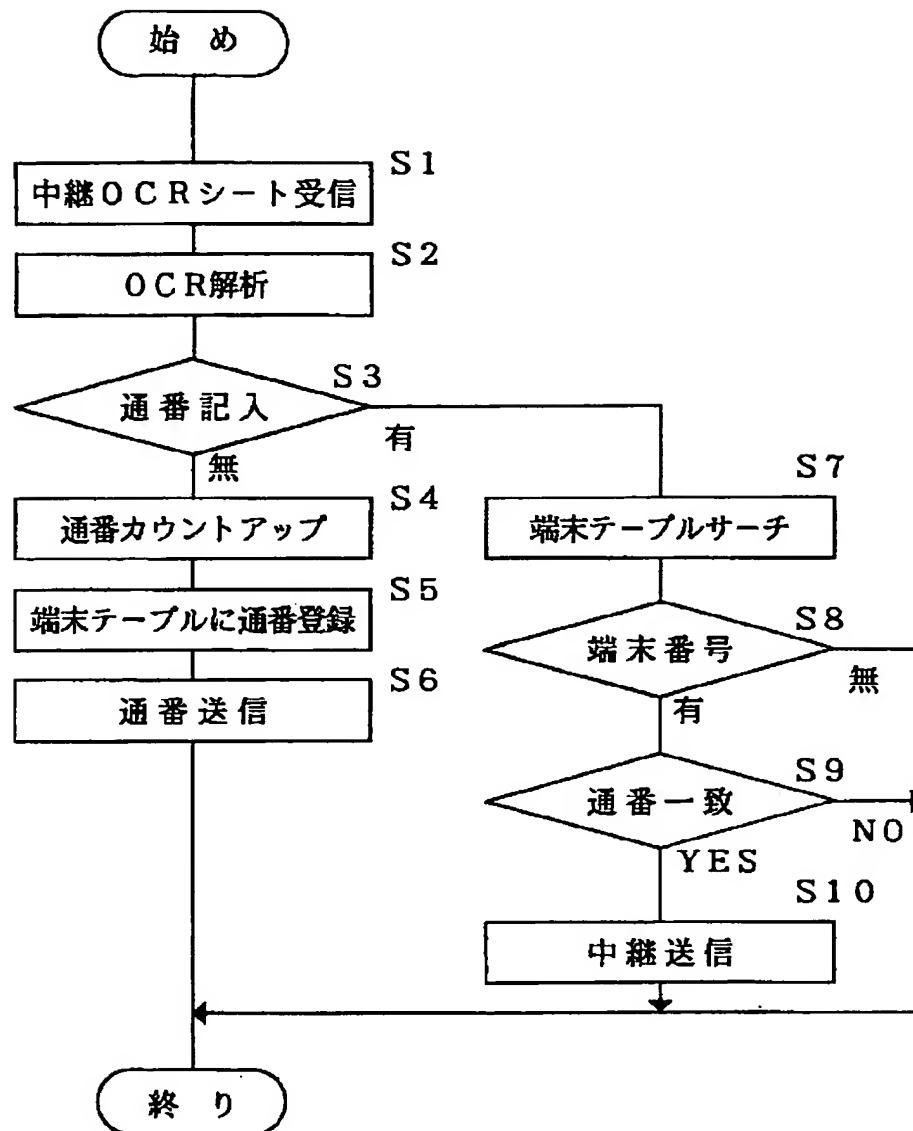 始め
S1
中継OCRシート受信
S2
OCR解析
S3
通番記入
有
無
S4
通番カウントアップ
S5
端末テーブルに通番登録
S6
通番送信
S7
端末テーブルサーチ
S8
端末番号
無
有
S9
通番一致
NO
YES
S10
中継送信
終り